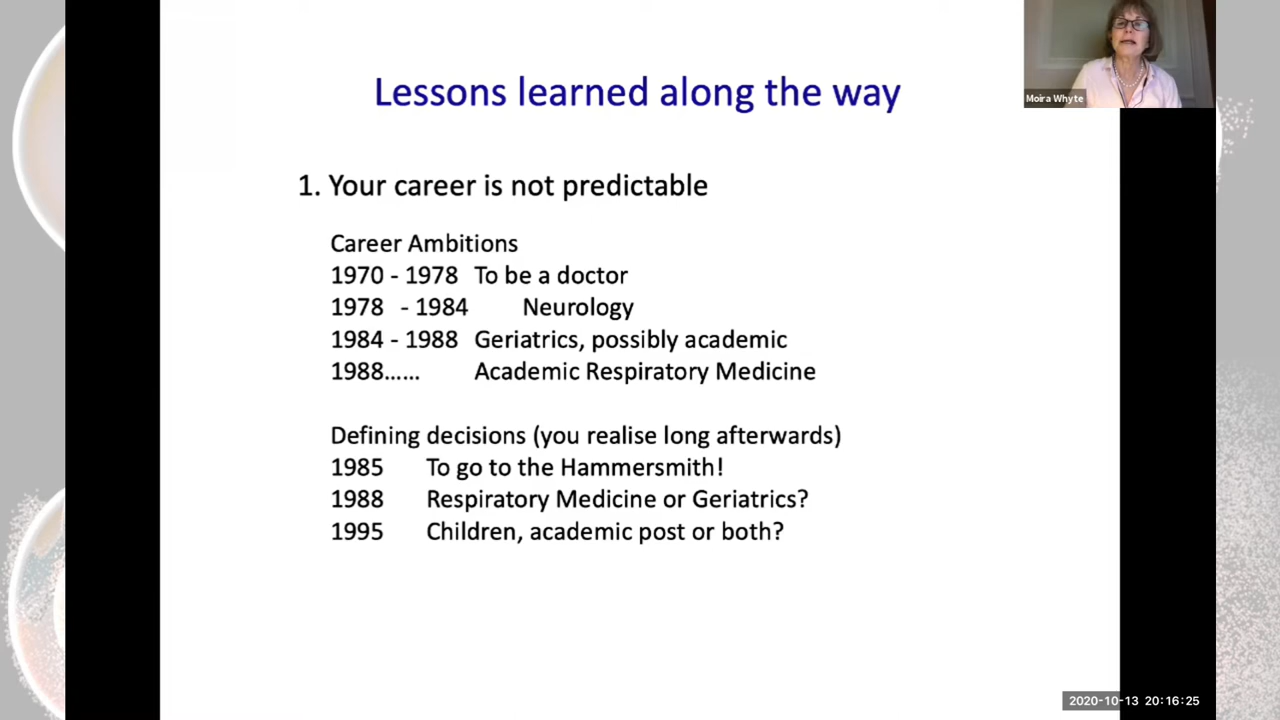 Lessons learned along the way
Moira Whyte
1. Your career is not predictable
Career Ambitions
1970 - 1978 To be a doctor
1978 - 1984 Neurology
1984 - 1988 Geriatrics, possibly academic
1988...... Academic Respiratory Medicine
Defining decisions (you realise long afterwards)
1985 To go to the Hammersmith!
1988 Respiratory Medicine or Geriatrics?
1995 Children, academic post or both?
2020-10-13 20:16:25